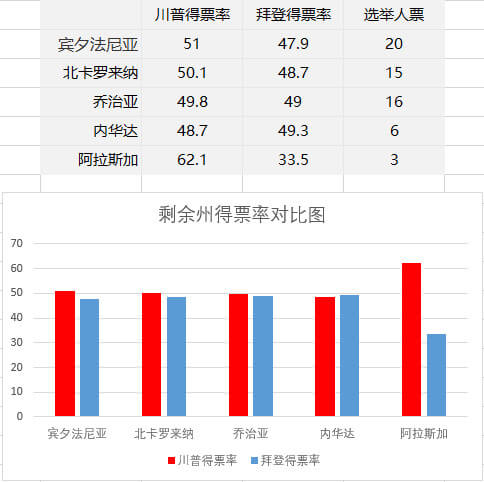 川普得票率 拜登得票率 选举人票
宾夕法尼亚 51 47.9 20
北卡罗来纳 50.1 48.7 15
乔治亚 49.8 49 16
内华达 48.7 49.3 6
阿拉斯加 62.1 33.5 3
剩余州得票率对比图
70
60
50
40
30
20
10
0
宾夕法尼亚 北卡罗来纳 乔治亚 内华达 阿拉斯加
川普得票率 拜登得票率